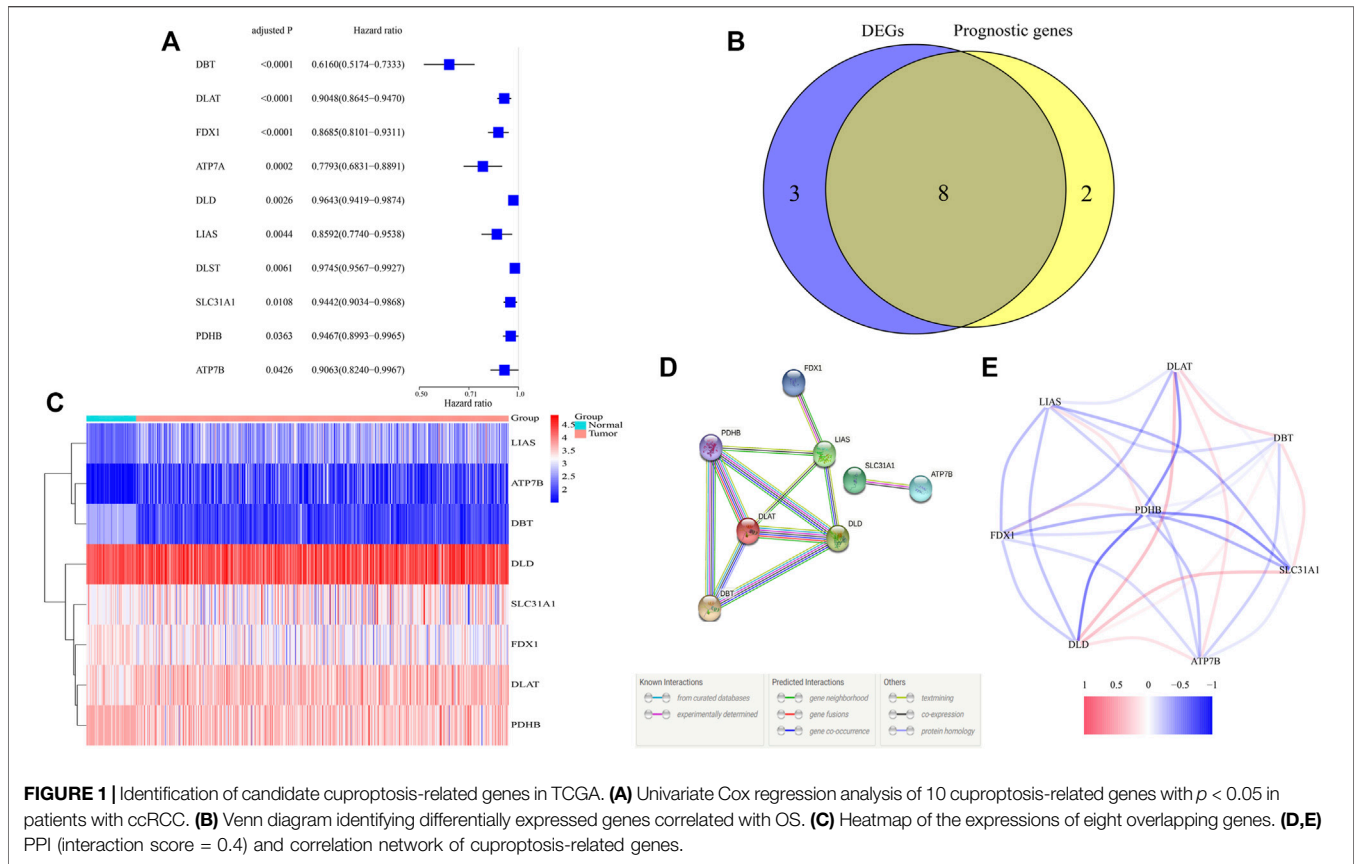 A
adjusted P Hazard ratio
DBT <0.0001 0.6160(0.5174−0.7333)
DLAT <0.0001 0.9048(0.8645−0.9470)
FDX1 <0.0001 0.8685(0.8101−0.9311)
ATP7A 0.0002 0.7793(0.6831−0.8891)
DLD 0.0026 0.9643(0.9419−0.9874)
LIAS 0.0044 0.8592(0.7740−0.9538)
DLST 0.0061 0.9745(0.9567−0.9927)
SLC31A1 0.0108 0.9442(0.9034−0.9868)
PDHB 0.0363 0.9467(0.8993−0.9965)
ATP7B 0.0426 0.9063(0.8240−0.9967)
0.50 0.71 1.0
Hazard ratio
B
DEGs Prognostic genes
3 8 2
C
Group
LIAS
ATP7B
DBT
DLD
SLC31A1
FDX1
DLAT
PDHB
4.5
4
3.5
3
2.5
2
Group
Normal
Tumor
D
FDX1
PDHB
LIAS
SLC31A1
ATP7B
DLAT
DLD
DBT
Known Interactions
from curated databases
experimentally determined
Predicted Interactions
gene neighborhood
gene fusions
gene co-occurrence
Others
textmining
co-expression
protein homology
E
DLAT
LIAS
DBT
PDHB
FDX1
SLC31A1
DLD
ATP7B
1 0.5 0 −0.5 −1
FIGURE 1 | Identification of candidate cuproptosis-related genes in TCGA. (A) Univariate Cox regression analysis of 10 cuproptosis-related genes with p < 0.05 in
patients with ccRCC. (B) Venn diagram identifying differentially expressed genes correlated with OS. (C) Heatmap of the expressions of eight overlapping genes. (D,E)
PPI (interaction score = 0.4) and correlation network of cuproptosis-related genes.